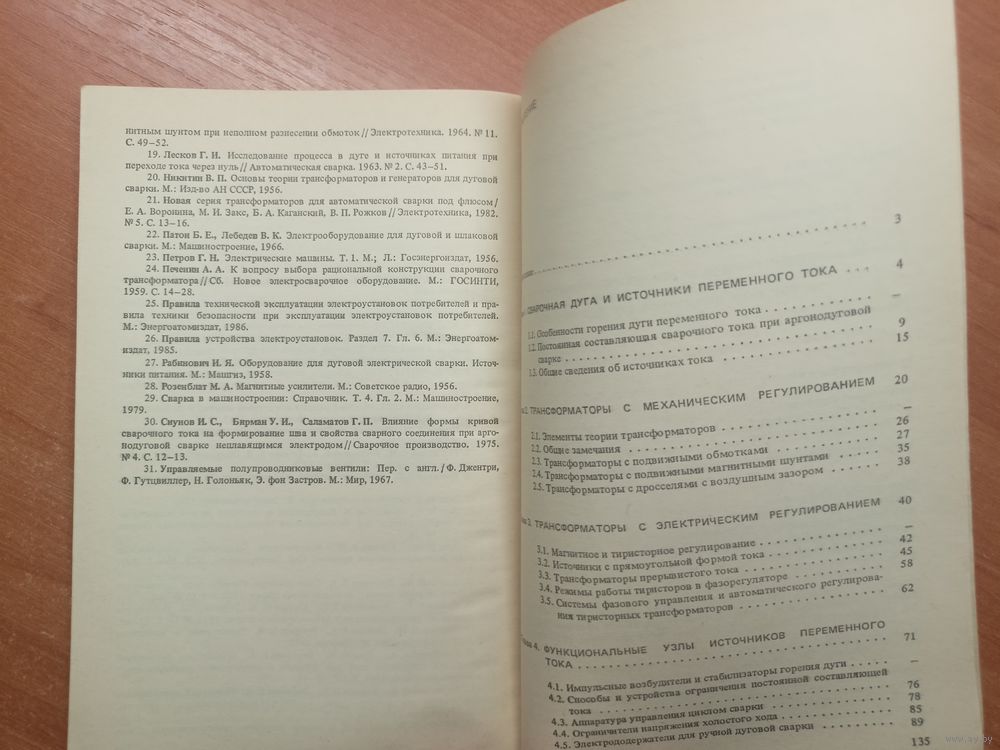 нитным шунтом при неполном разнесении обмоток//Электротехника. 1964. № 11.
С. 49–52.
19. Лесков Г. И. Исследование процесса в дуге и источниках питания при
переходе тока через нуль//Автоматическая сварка. 1963. № 2. С. 43–51.
20. Никитин В. П. Основы теории трансформаторов и генераторов для дуговой
сварки. М.: Изд-во АН СССР, 1956.
21. Новая серия трансформаторов для автоматической сварки под флюсом/
Е. А. Воронина, М. И. Закс, Б. А. Каганский, В. П. Рожков//Электротехника, 1982.
№ 5. С. 13–16.
22. Патон Б. Е., Лебедев В. К. Электрооборудование для дуговой и шлаковой
сварки. М.: Машиностроение, 1966.
23. Петров Г. Н. Электрические машины. Т. 1. М.; Л.: Госэнергоиздат, 1956.
24. Печенин А. А. К вопросу выбора рациональной конструкции сварочного
трансформатора//Сб. Новое электросварочное оборудование. М.: ГОСИНТИ,
1959. С. 14–28.
25. Правила технической эксплуатации электроустановок потребителей и пра-
вила техники безопасности при эксплуатации электроустановок потребителей.
М.: Энергоатомиздат, 1986.
26. Правила устройства электроустановок. Раздел 7. Гл. 6. М.: Энергоатом-
издат, 1985.
27. Рабинович И. Я. Оборудование для дуговой электрической сварки. Источ-
ники питания. М.: Машгиз, 1958.
28. Розенблат М. А. Магнитные усилители. М.: Советское радио, 1956.
29. Сварка в машиностроении: Справочник. Т. 4. Гл. 2. М.: Машиностроение,
1979.
30. Снунов И. С., Бирман У. И., Саламатов Г. П. Влияние формы кривой
сварочного тока на формирование шва и свойства сварного соединения при арго-
нодуговой сварке неплавящимся электродом//Сварочное производство. 1975.
№ 4. С. 12–13.
31. Управляемые полупроводниковые вентили: Пер. с англ./Ф. Джентри,
Ф. Гутцвиллер, Н. Голоньяк, Э. фон Застров. М.: Мир, 1967.
3
СВАРОЧНАЯ ДУГА И ИСТОЧНИКИ ПЕРЕМЕННОГО ТОКА . . . 4
1.1. Особенности горения дуги переменного тока . . . –
1.2. Постоянная составляющая сварочного тока при аргонодуговой
сварке . . . 9
1.3. Общие сведения об источниках тока . . . 15
2. ТРАНСФОРМАТОРЫ С МЕХАНИЧЕСКИМ РЕГУЛИРОВАНИЕМ 20
2.1. Элементы теории трансформаторов . . . –
2.2. Общие замечания . . . 26
2.3. Трансформаторы с подвижными обмотками . . . 27
2.4. Трансформаторы с подвижными магнитными шунтами . . . 35
2.5. Трансформаторы с дросселями с воздушным зазором . . . 38
3. ТРАНСФОРМАТОРЫ С ЭЛЕКТРИЧЕСКИМ РЕГУЛИРОВАНИЕМ 40
3.1. Магнитное и тиристорное регулирование . . . –
3.2. Источники с прямоугольной формой тока . . . 42
3.3. Трансформаторы прерывистого тока . . . 45
3.4. Режимы работы тиристоров в фазорегуляторе . . . 58
3.5. Системы фазового управления и автоматического регулирова-
ния тиристорных трансформаторов . . . 62
4. ФУНКЦИОНАЛЬНЫЕ УЗЛЫ ИСТОЧНИКОВ ПЕРЕМЕННОГО
ТОКА . . . 71
4.1. Импульсные возбудители и стабилизаторы горения дуги . . . –
4.2. Способы и устройства ограничения постоянной составляющей
тока . . . 76
4.3. Аппаратура управления циклом сварки . . . 78
4.4. Ограничители напряжения холостого хода . . . 85
4.5. Электрододержатели для ручной дуговой сварки . . . 89
135
www.ay.by